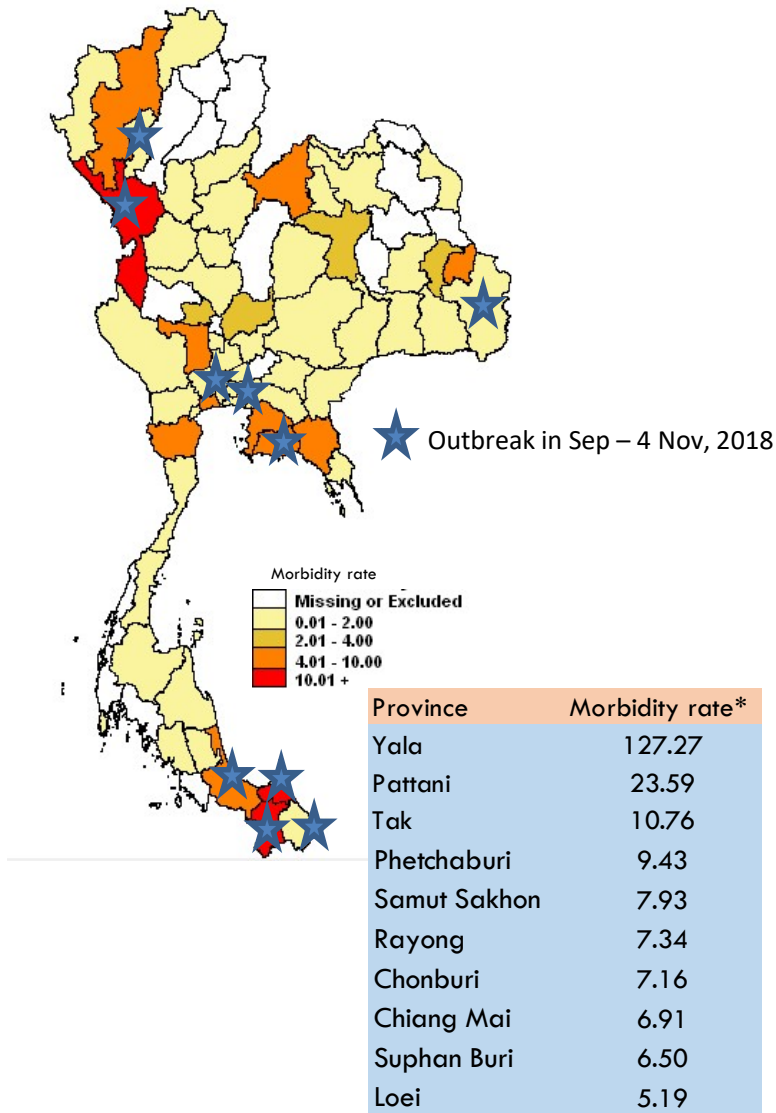 Outbreak in Sep – 4 Nov, 2018
Morbidity rate
Missing or Excluded
0.01 - 2.00
2.01 - 4.00
4.01 - 10.00
10.01 +
Province Morbidity rate*
Yala 127.27
Pattani 23.59
Tak 10.76
Phetchaburi 9.43
Samut Sakhon 7.93
Rayong 7.34
Chonburi 7.16
Chiang Mai 6.91
Suphan Buri 6.50
Loei 5.19